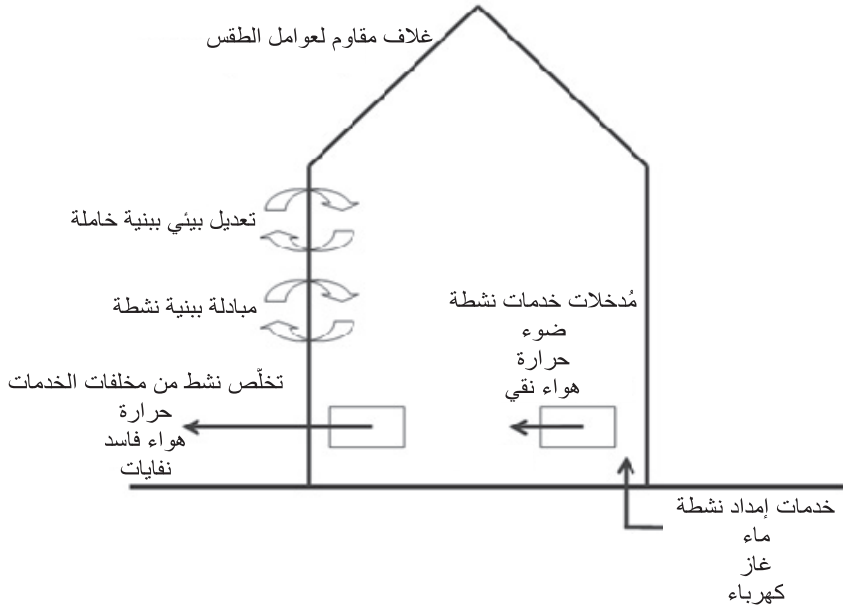 غلاف مقاوم لعوامل الطقس
تعديل بيئي ببنية خاملة
مبادلة ببنية نشطة
مُدخلات خدمات نشطة
ضوء
حرارة
هواء نقي
تخلّص نشط من مخلفات الخدمات
حرارة
هواء فاسد
نفايات
خدمات إمداد نشطة
ماء
غاز
كهرباء